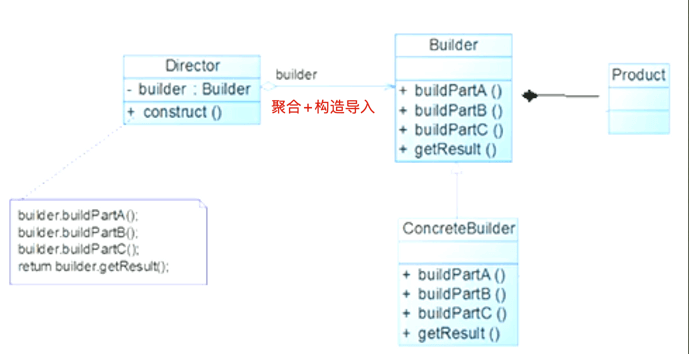 Director
- builder : Builder
+ construct ()
builder
聚合+构造导入
Builder
+ buildPartA ()
+ buildPartB ()
+ buildPartC ()
+ getResult ()
Product
builder.buildPartA();
builder.buildPartB();
builder.buildPartC();
return builder.getResult();
ConcreteBuilder
+ buildPartA ()
+ buildPartB ()
+ buildPartC ()
+ getResult ()